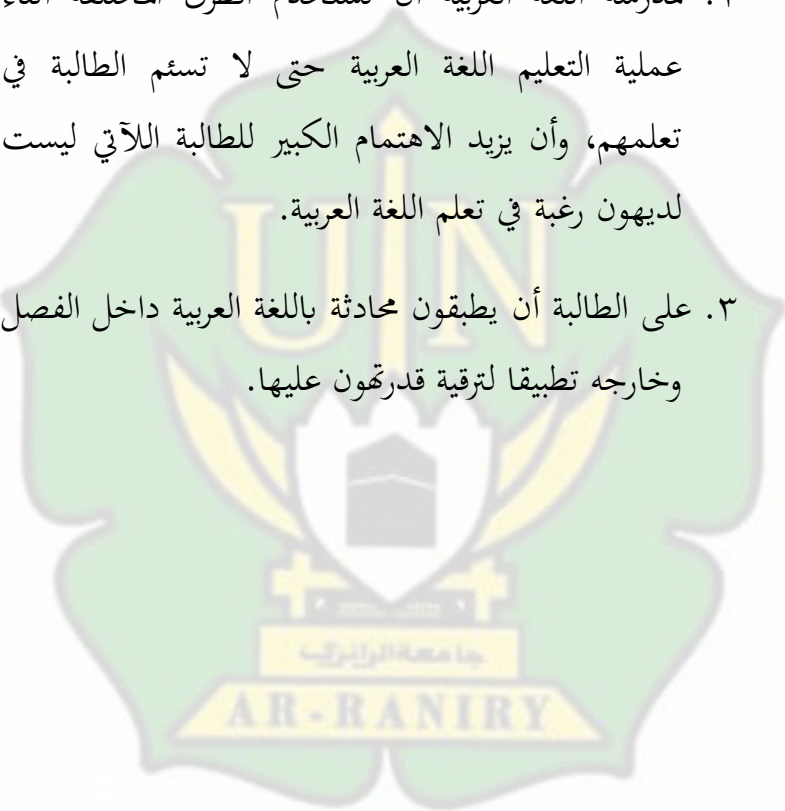 عملية التعليم اللغة العربية حتى لا تسئم الطالبة في
تعلمهم، وأن يزيد الاهتمام الكبير للطالبة اللآتي ليست
لديهون رغبة في تعلم اللغة العربية.
٣. على الطالبة أن يطبقون محادثة باللغة العربية داخل الفصل
وخارجه تطبيقا لترقية قدرتهون عليها.
UIN
جامعة الرانري
AR-RANIRY